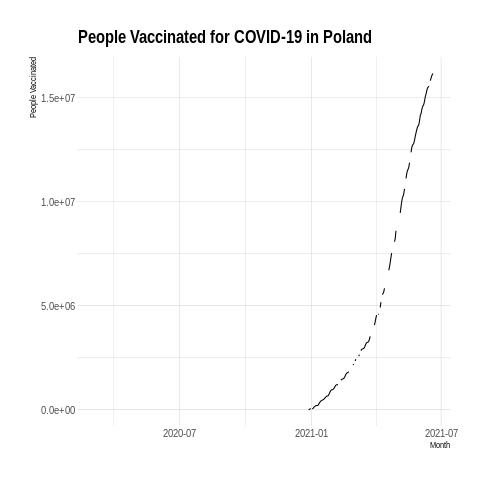 People Vaccinated for COVID-19 in Poland
People Vaccinated
1.5e+07
1.0e+07
5.0e+06
0.0e+00
2020-07
2021-01
2021-07
Month